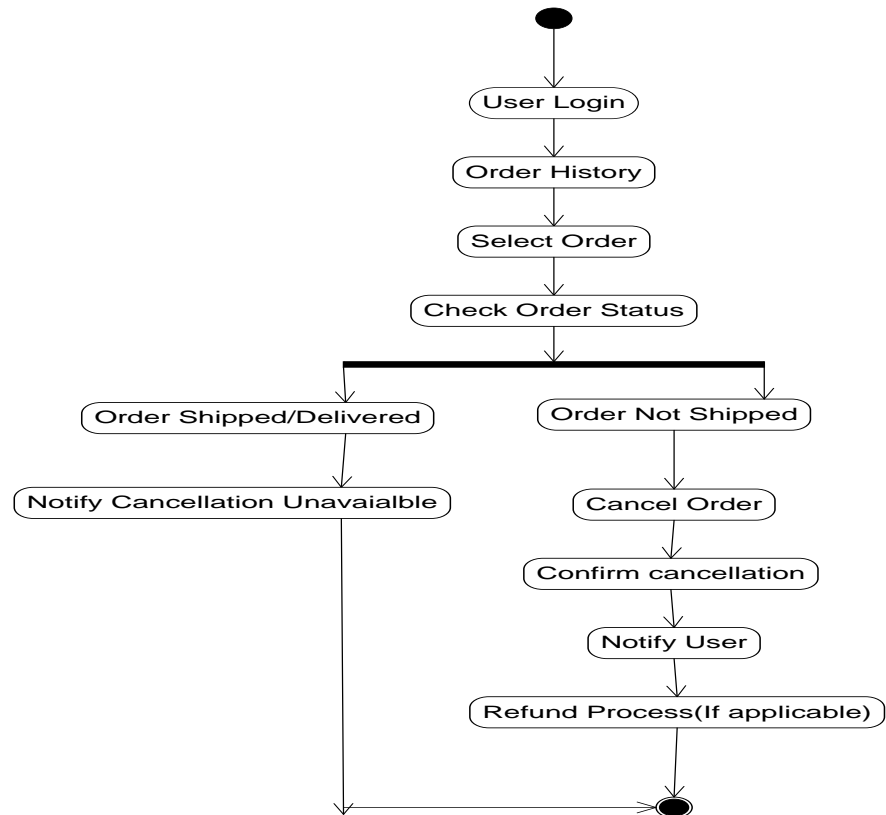 User Login
Order History
Select Order
Check Order Status
Order Shipped/Delivered
Order Not Shipped
Notify Cancellation Unavaialble
Cancel Order
Confirm cancellation
Notify User
Refund Process(If applicable)